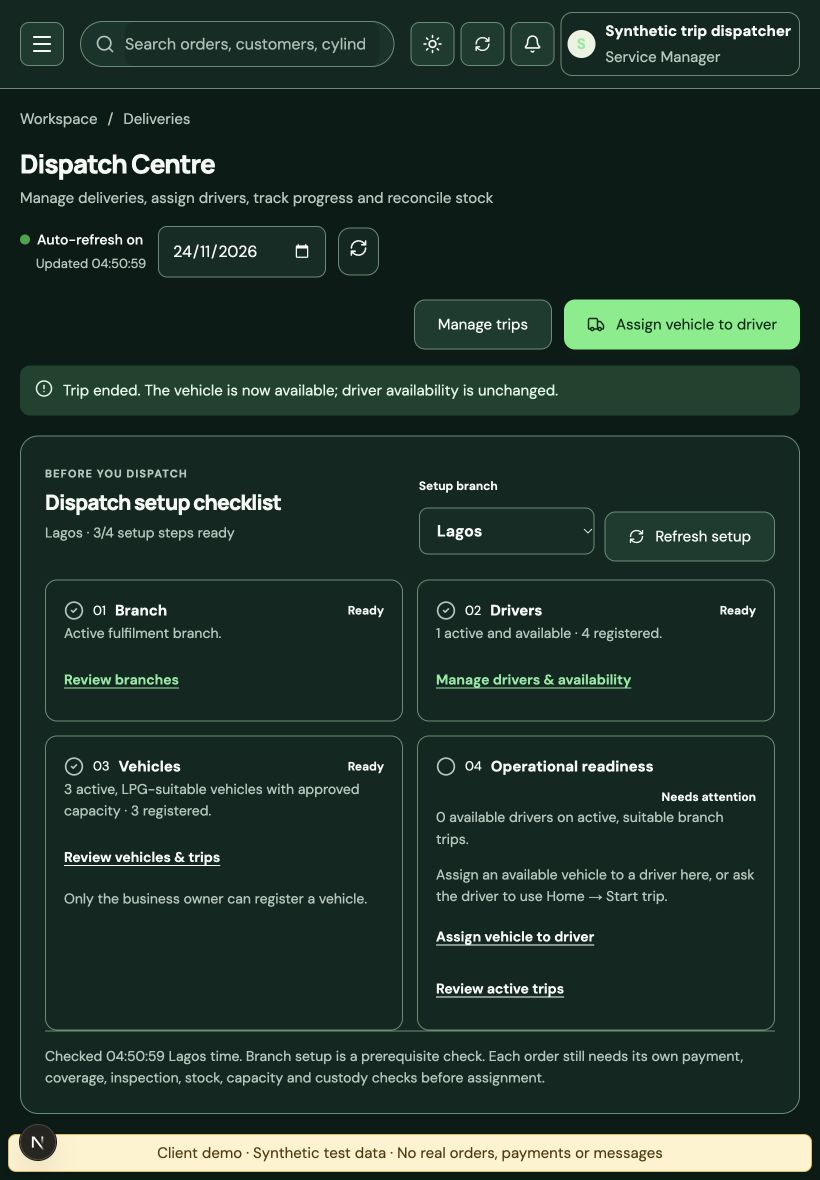 Search orders, customers, cylind
S
Synthetic trip dispatcher
Service Manager
Workspace / Deliveries
Dispatch Centre
Manage deliveries, assign drivers, track progress and reconcile stock
Auto-refresh on
Updated 04:50:59
24/11/2026
Manage trips
Assign vehicle to driver
Trip ended. The vehicle is now available; driver availability is unchanged.
BEFORE YOU DISPATCH
Dispatch setup checklist
Lagos · 3/4 setup steps ready
Setup branch
Lagos
Refresh setup
01 Branch
Ready
Active fulfilment branch.
Review branches
02 Drivers
Ready
1 active and available · 4 registered.
Manage drivers & availability
03 Vehicles
Ready
3 active, LPG-suitable vehicles with approved
capacity · 3 registered.
Review vehicles & trips
Only the business owner can register a vehicle.
04 Operational readiness
Needs attention
0 available drivers on active, suitable branch
trips.
Assign an available vehicle to a driver here, or ask
the driver to use Home → Start trip.
Assign vehicle to driver
Review active trips
Checked 04:50:59 Lagos time. Branch setup is a prerequisite check. Each order still needs its own payment,
coverage, inspection, stock, capacity and custody checks before assignment.
N
Client demo · Synthetic test data · No real orders, payments or messages